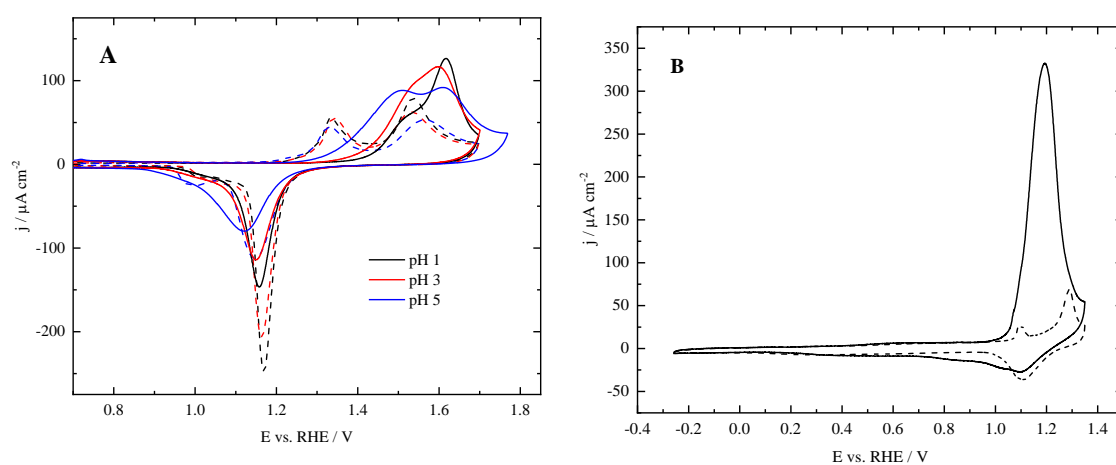 A
100
50
0
-50
-100
-200
j / µA cm-2
pH 1
pH 3
pH 5
0.8 1.0 1.2 1.4 1.6 1.8
E vs. RHE / V
B
350
300
250
200
150
100
50
0
-50
j / µA cm-2
-0.4 -0.2 0.0 0.2 0.4 0.6 0.8 1.0 1.2 1.4
E vs. RHE / V